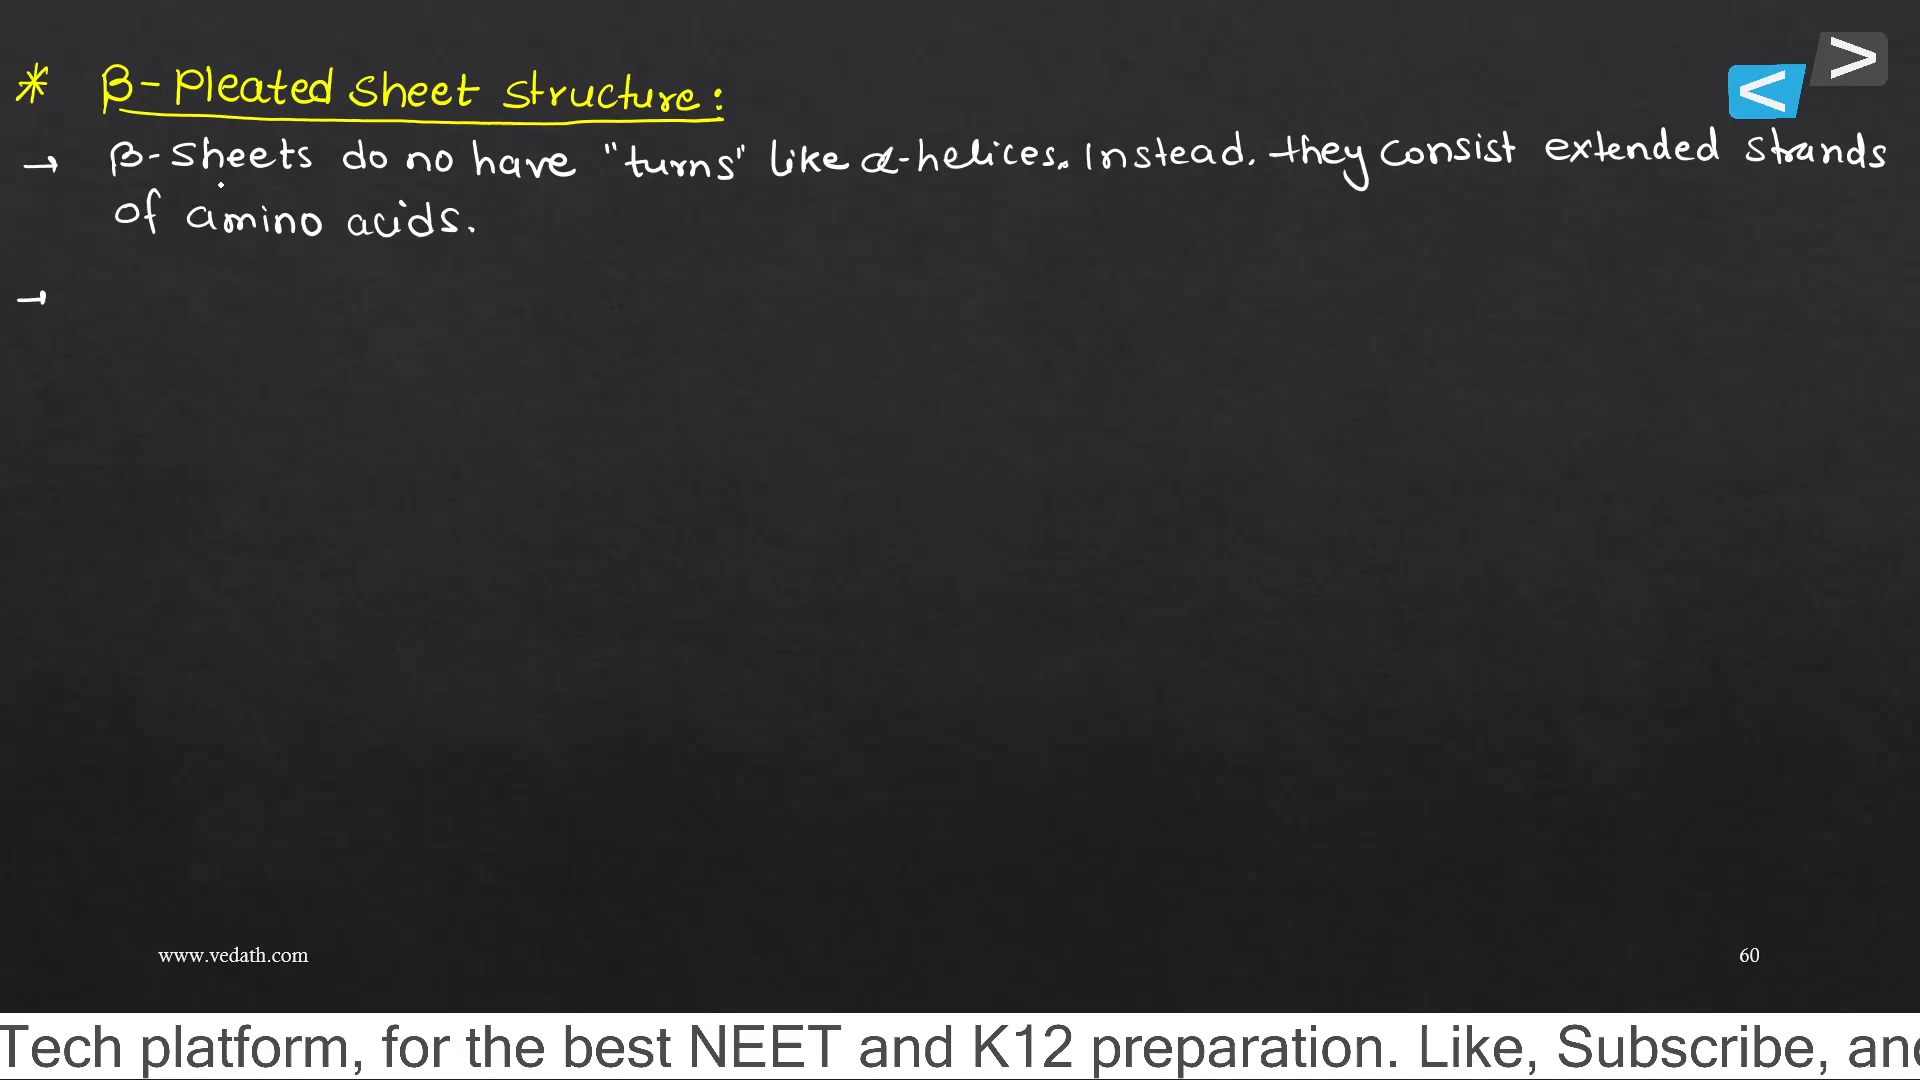 * β- Pleated sheet structure:
→ β-sheets do no have "turns" like α-helices. Instead, they consist extended strands
of amino acids.
→
www.vedath.com
60
Tech platform, for the best NEET and K12 preparation. Like, Subscribe, and